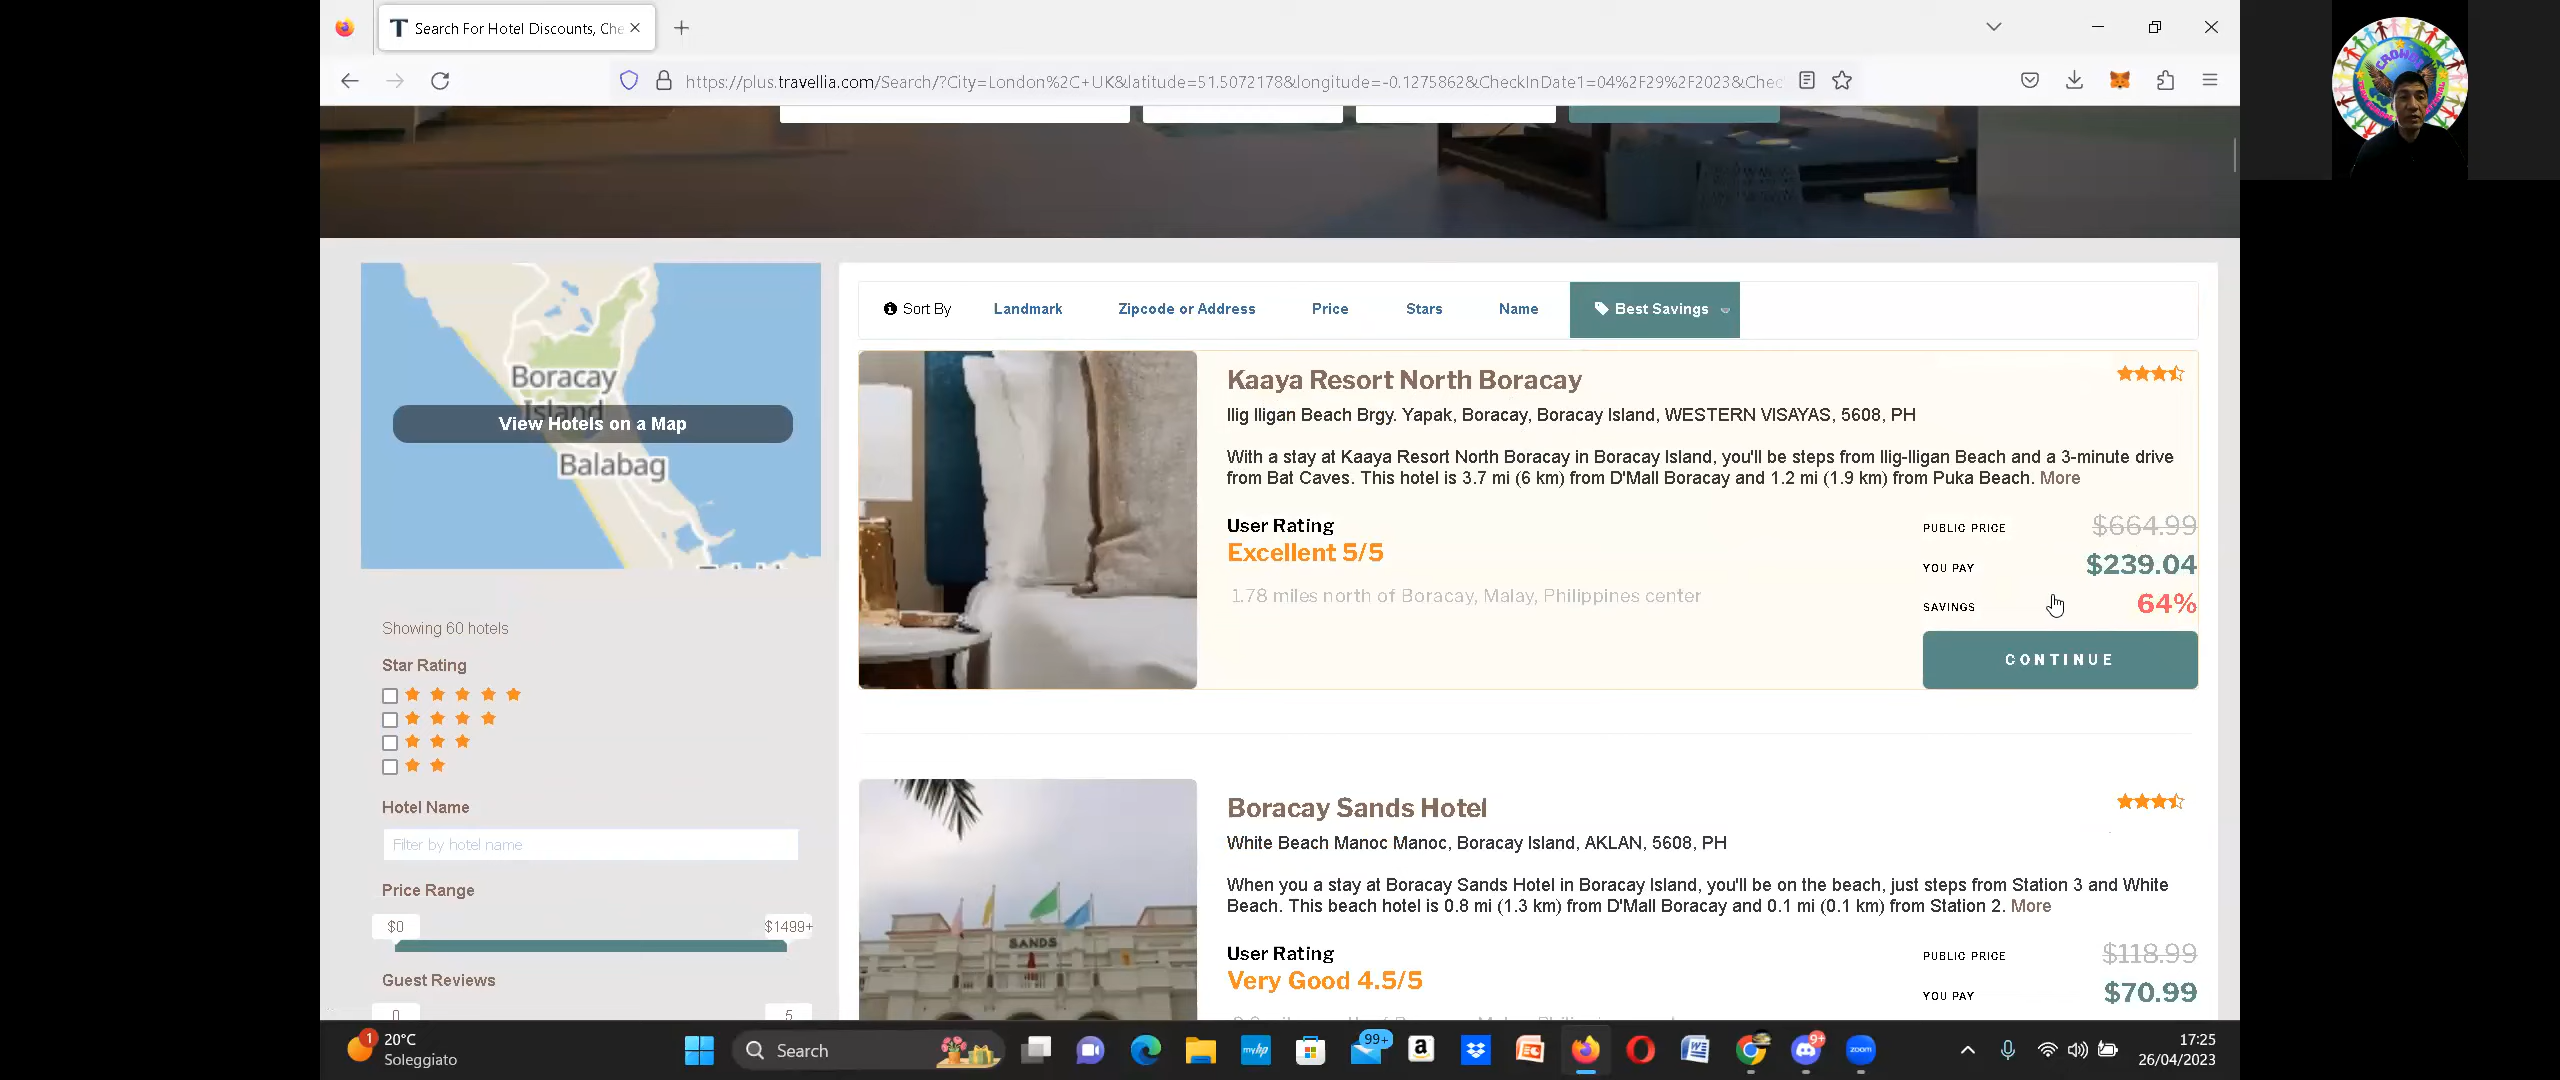 T Search For Hotel Discounts, Che
https://plus.travellia.com/Search/?City=London%2C+UK&latitude=51.5072178&longitude=-0.1275862&CheckInDate1=04%2F29%2F2023&Chec
Sort By Landmark Zipcode or Address Price Stars Name Best Savings
Boracay
Island
View Hotels on a Map
Balabag
Kaaya Resort North Boracay
Ilig Iligan Beach Brgy. Yapak, Boracay, Boracay Island, WESTERN VISAYAS, 5608, PH
With a stay at Kaaya Resort North Boracay in Boracay Island, you'll be steps from Ilig-Iligan Beach and a 3-minute drive
from Bat Caves. This hotel is 3.7 mi (6 km) from D'Mall Boracay and 1.2 mi (1.9 km) from Puka Beach. More
User Rating
Excellent 5/5
1.78 miles north of Boracay, Malay, Philippines center
PUBLIC PRICE $664.99
YOU PAY $239.04
SAVINGS 64%
CONTINUE
Showing 60 hotels
Star Rating
Hotel Name
Filter by hotel name
Price Range
$0 $1499+
Guest Reviews
0 5
Boracay Sands Hotel
White Beach Manoc Manoc, Boracay Island, AKLAN, 5608, PH
When you a stay at Boracay Sands Hotel in Boracay Island, you'll be on the beach, just steps from Station 3 and White
Beach. This beach hotel is 0.8 mi (1.3 km) from D'Mall Boracay and 0.1 mi (0.1 km) from Station 2. More
SANDS
User Rating
Very Good 4.5/5
PUBLIC PRICE $118.99
YOU PAY $70.99
1
20°C
Soleggiato
Search
myhp
99+
a
W
9+
zoom
17:25
26/04/2023